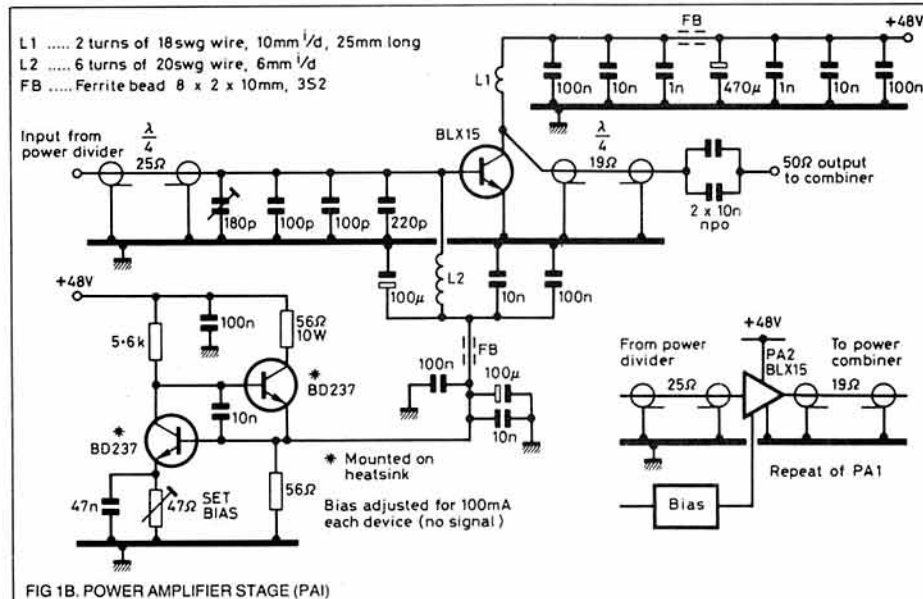 L1 ..... 2 turns of 18swg wire, 10mm i/d, 25mm long
L2 ..... 6 turns of 20swg wire, 6mm i/d
FB ..... Ferrite bead 8 x 2 x 10mm, 3S2
FB
+48V
L1
100n
10n
1n
470μ
1n
10n
100n
Input from
power divider
λ/4
25Ω
BLX15
λ/4
19Ω
50Ω output
to combiner
2 x 10n
npo
180p
100p
100p
220p
100μ
L2
10n
100n
+48V
5·6k
100n
56Ω
10W
*
BD237
10n
*
BD237
47n
47Ω
SET
BIAS
56Ω
100n
FB
100μ
10n
* Mounted on
heatsink
Bias adjusted for 100mA
each device (no signal)
+48V
From power
divider
PA2
BLX15
To power
combiner
25Ω
19Ω
Repeat of PA1
Bias
FIG 1B. POWER AMPLIFIER STAGE (PAI)